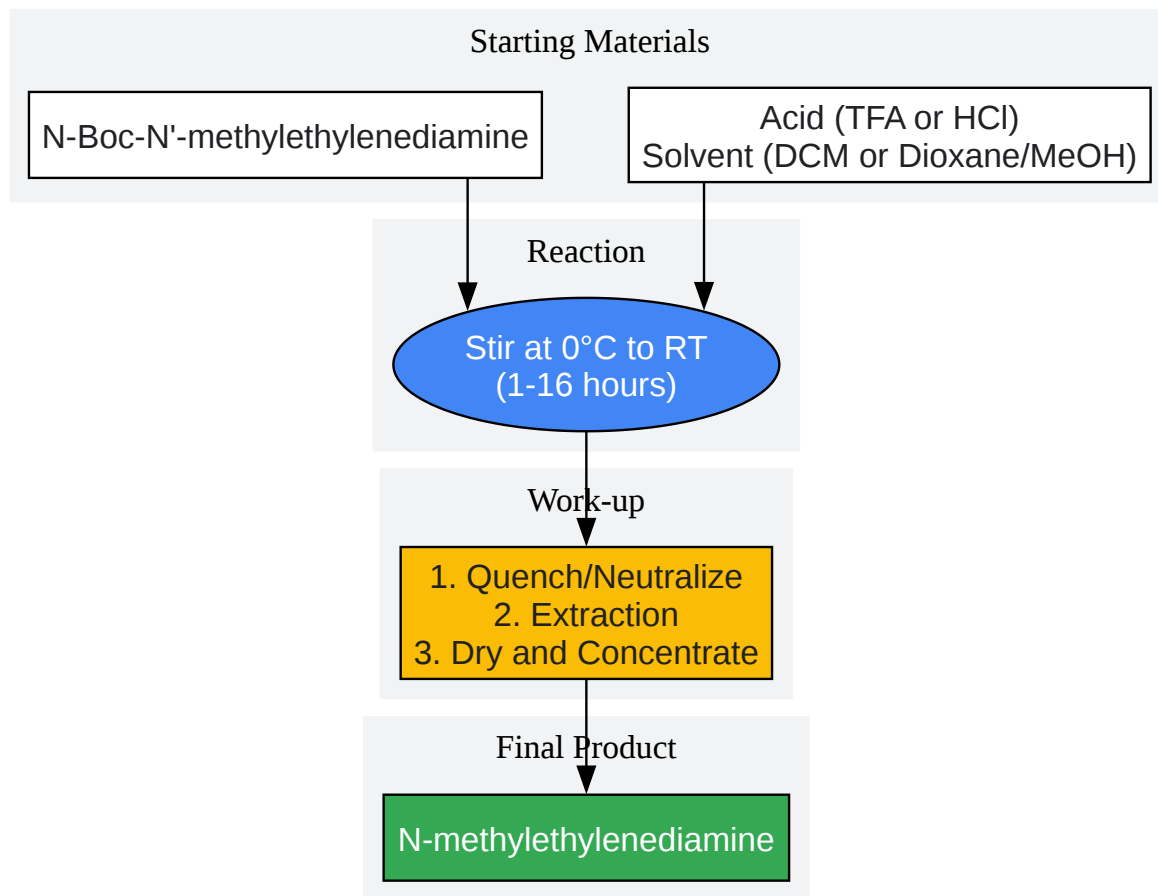 Starting Materials
N-Boc-N'-methylethylenediamine
Acid (TFA or HCl)
Solvent (DCM or Dioxane/MeOH)
Reaction
Stir at 0°C to RT
(1-16 hours)
Work-up
1. Quench/Neutralize
2. Extraction
3. Dry and Concentrate
Final Product
N-methylethylenediamine